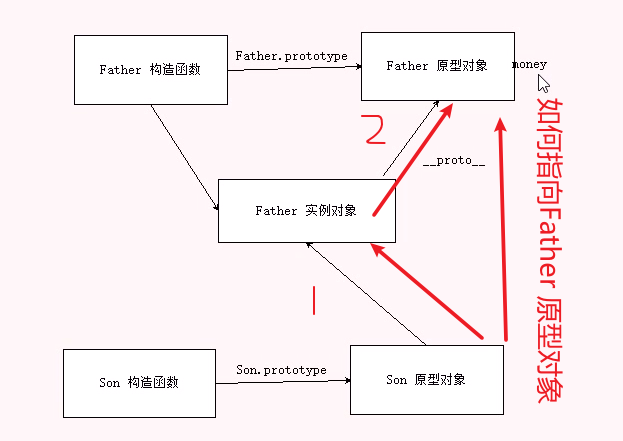 Father 构造函数
Father.prototype
Father 原型对象
money
2
__proto__
Father 实例对象
如何指向Father 原型对象
1
Son 构造函数
Son.prototype
Son 原型对象